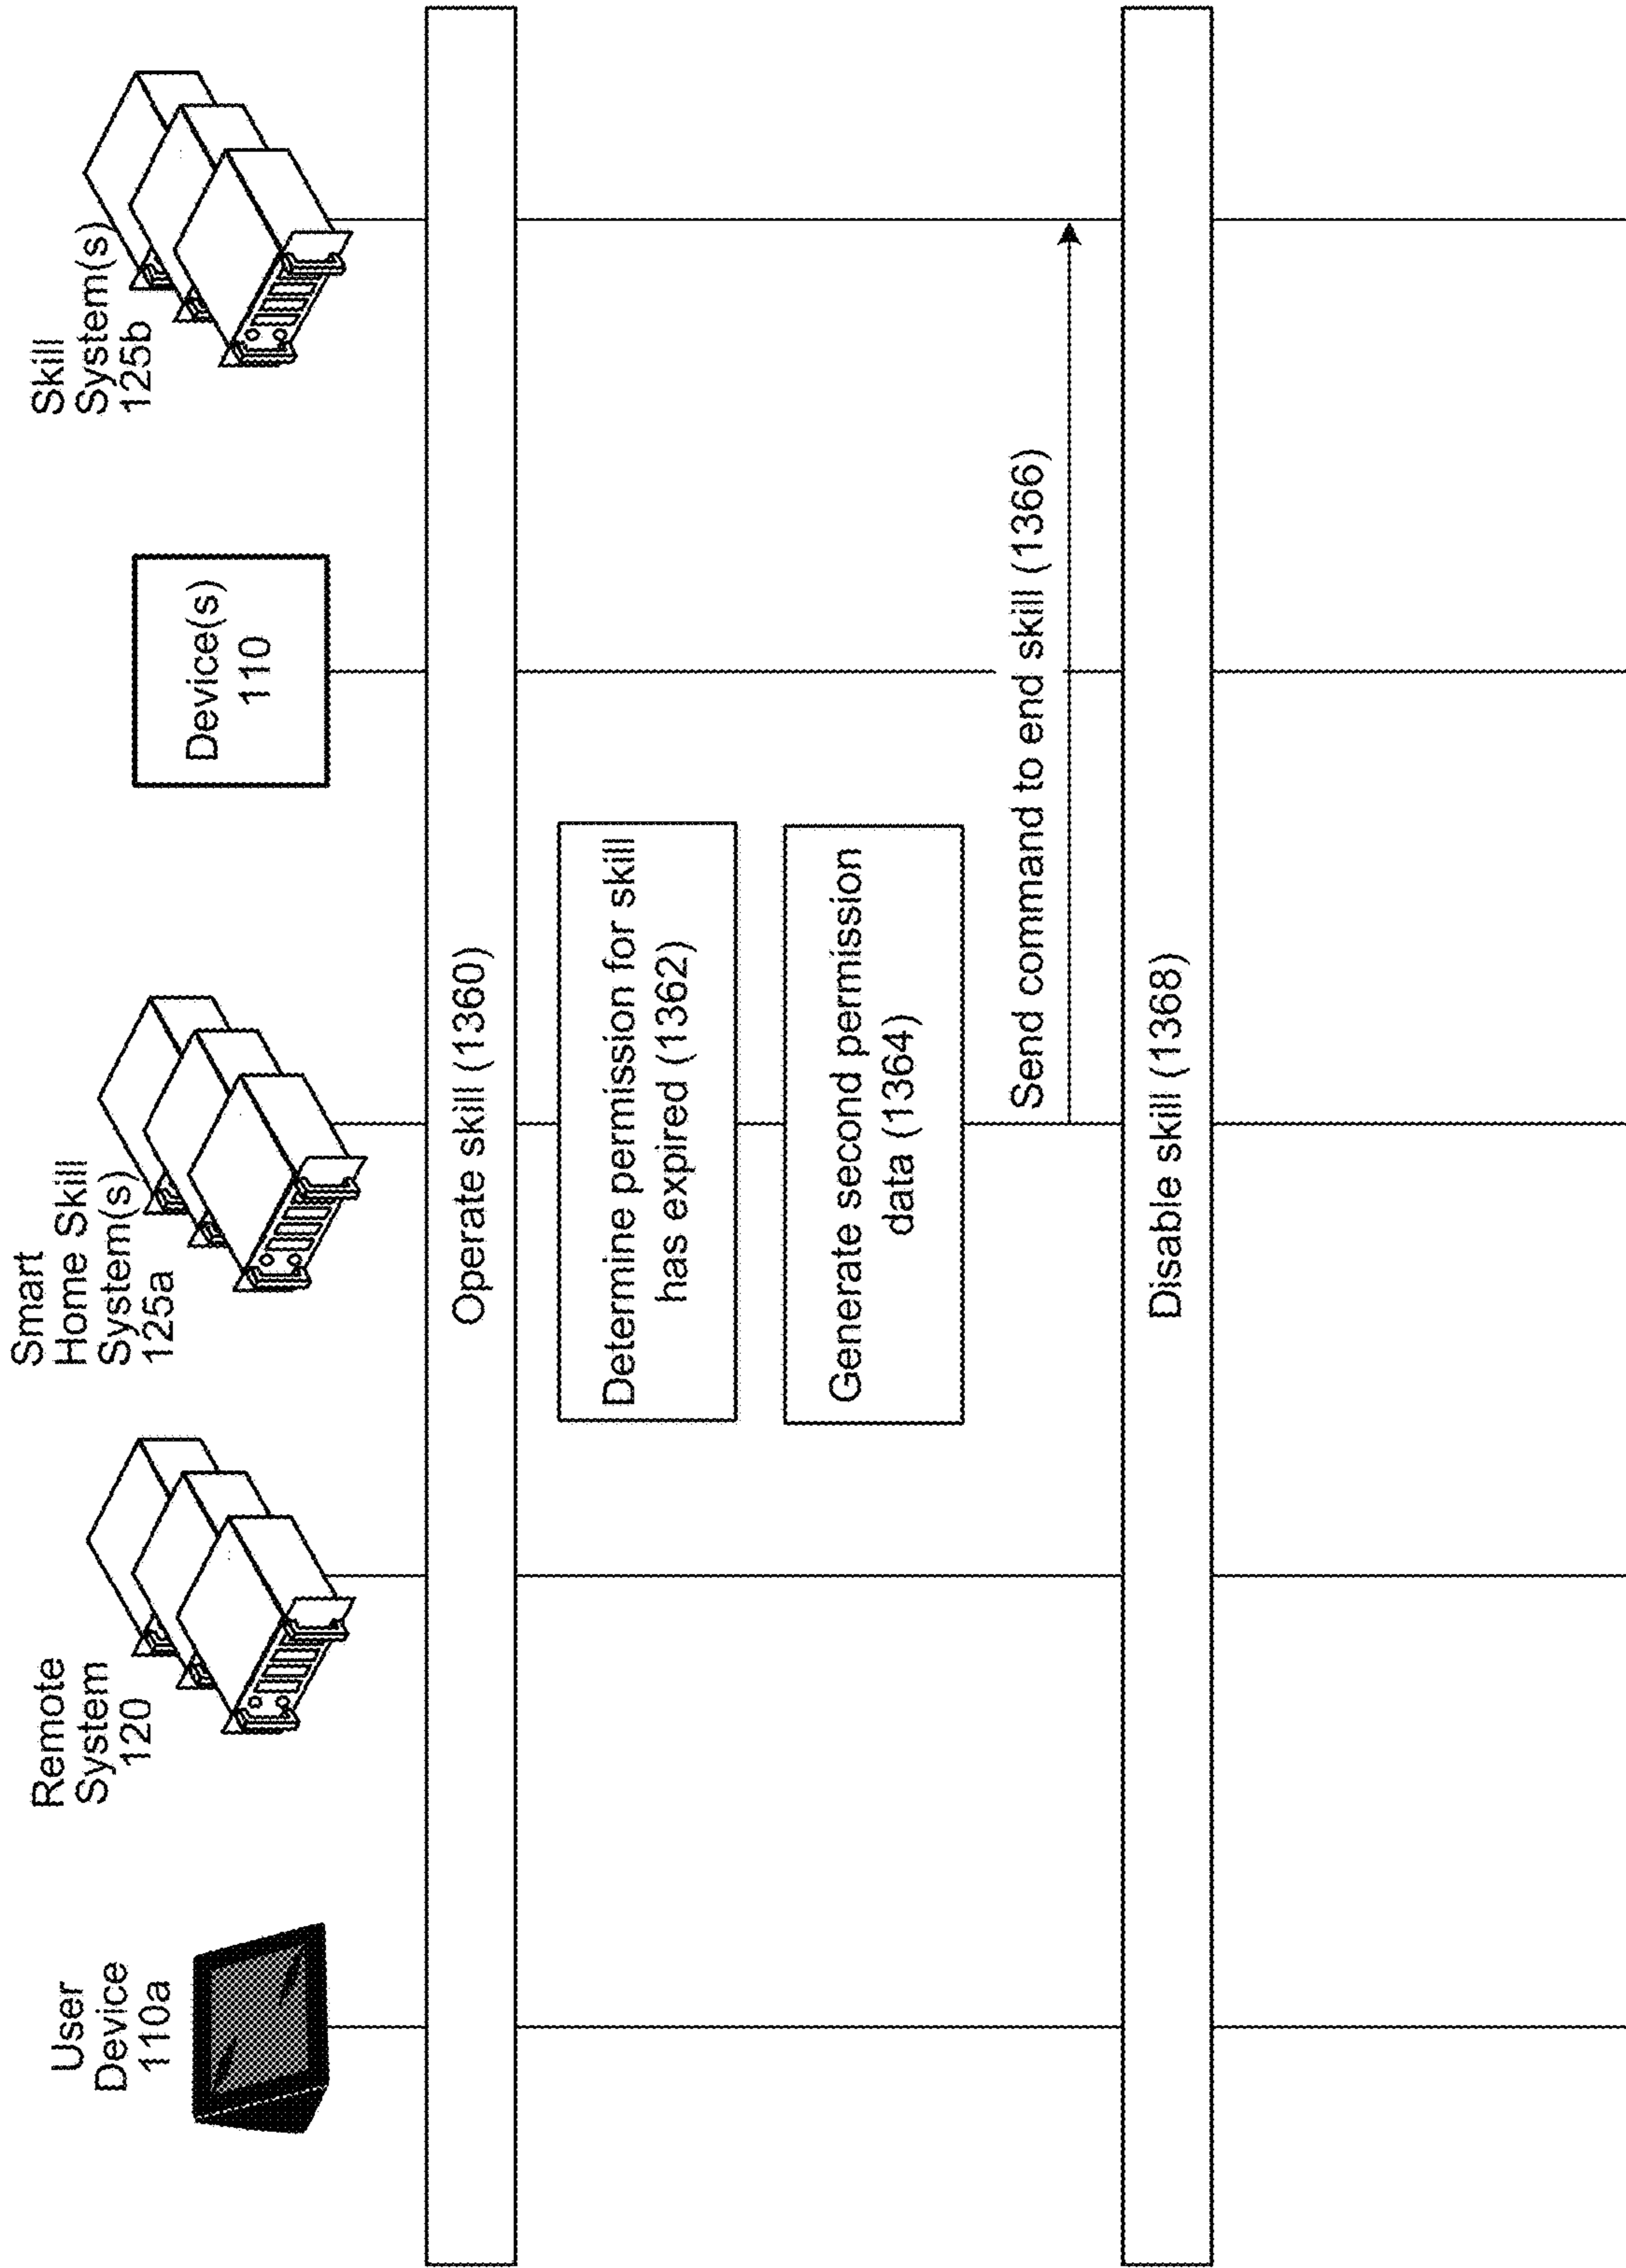 User
Device
110a
Remote
System
120
Smart
Home Skill
System(s)
125a
Device(s)
110
Skill
System(s)
125b
Operate skill (1360)
Determine permission for skill
has expired (1362)
Generate second permission
data (1364)
Send command to end skill (1366)
Disable skill (1368)